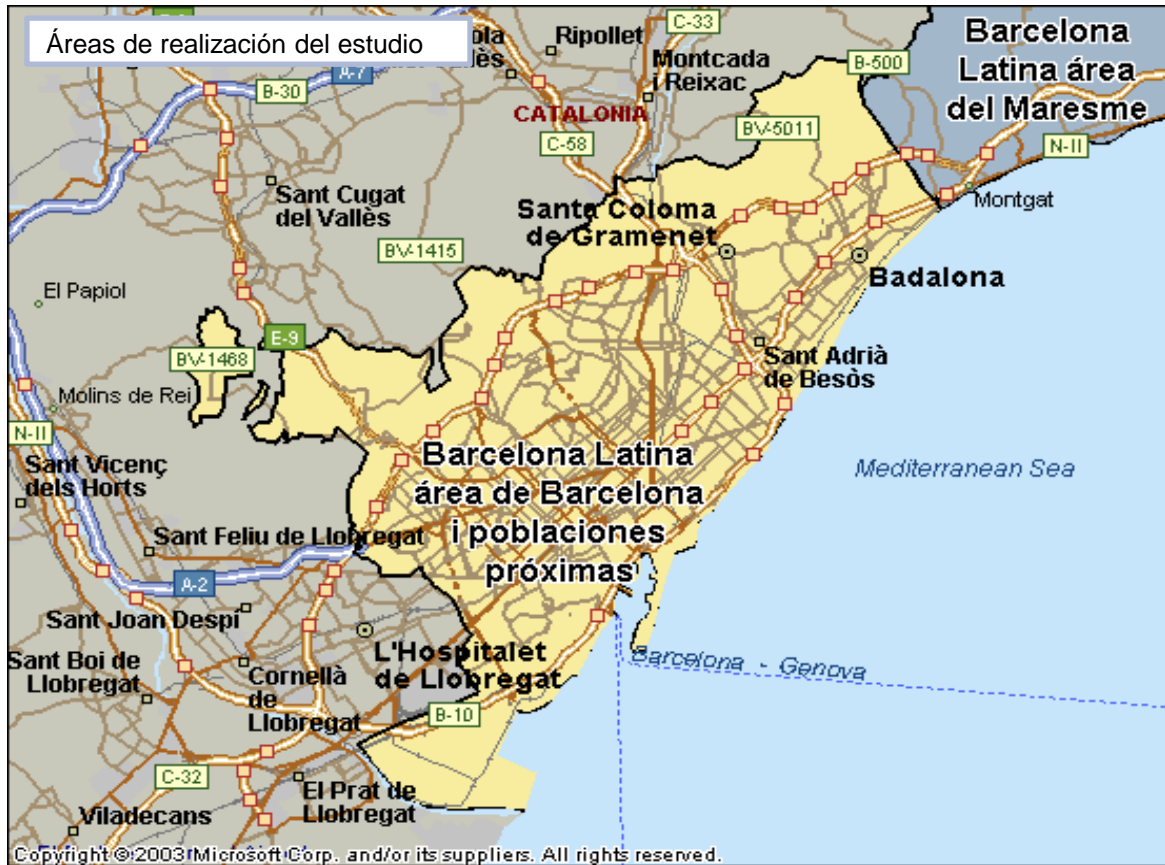 Áreas de realización del estudio
C-33
Ripollet
Barcelona
Latina área
del Maresme
Montcada
i Reixac
B-500
A-7
B-30
CATALONIA
BV-5011
C-58
N-II
Sant Cugat
del Vallès
Montgat
Santa Coloma
de Gramenet
BV-1415
Badalona
El Papiol
E-9
BV-1468
Sant Adrià
de Besòs
Molins de Rei
N-II
Barcelona Latina
área de Barcelona
i poblaciones
próximas
Mediterranean Sea
Sant Vicenç
dels Horts
Sant Feliu de Llobregat
A-2
Sant Joan Despí
L'Hospitalet
de Llobregat
Barcelona - Genova
Sant Boi de
Llobregat
Cornellà
de
Llobregat
B-10
C-32
El Prat de
Llobregat
Viladecans
Copyright © 2003 Microsoft Corp. and/or its suppliers. All rights reserved.